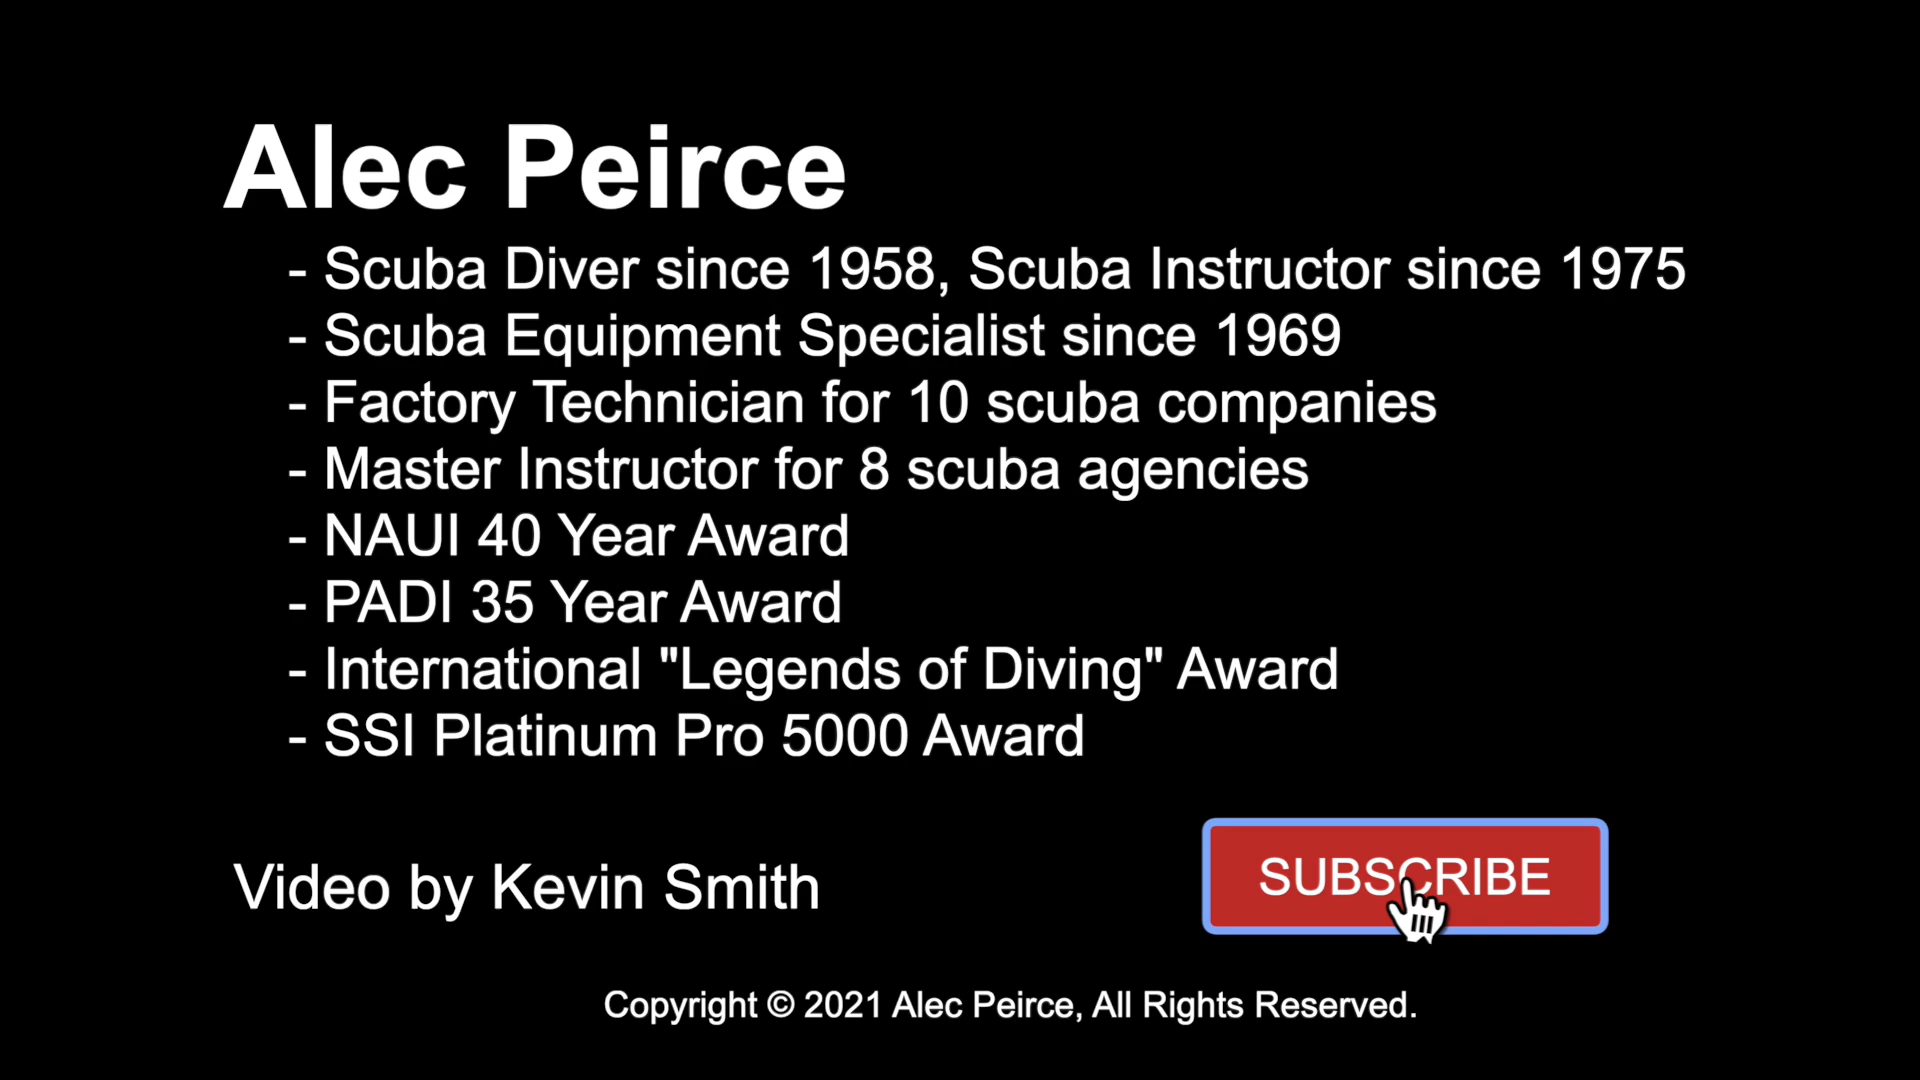 Alec Peirce
- Scuba Diver since 1958, Scuba Instructor since 1975
- Scuba Equipment Specialist since 1969
- Factory Technician for 10 scuba companies
- Master Instructor for 8 scuba agencies
- NAUI 40 Year Award
- PADI 35 Year Award
- International "Legends of Diving" Award
- SSI Platinum Pro 5000 Award
Video by Kevin Smith
SUBSCRIBE
Copyright © 2021 Alec Peirce, All Rights Reserved.